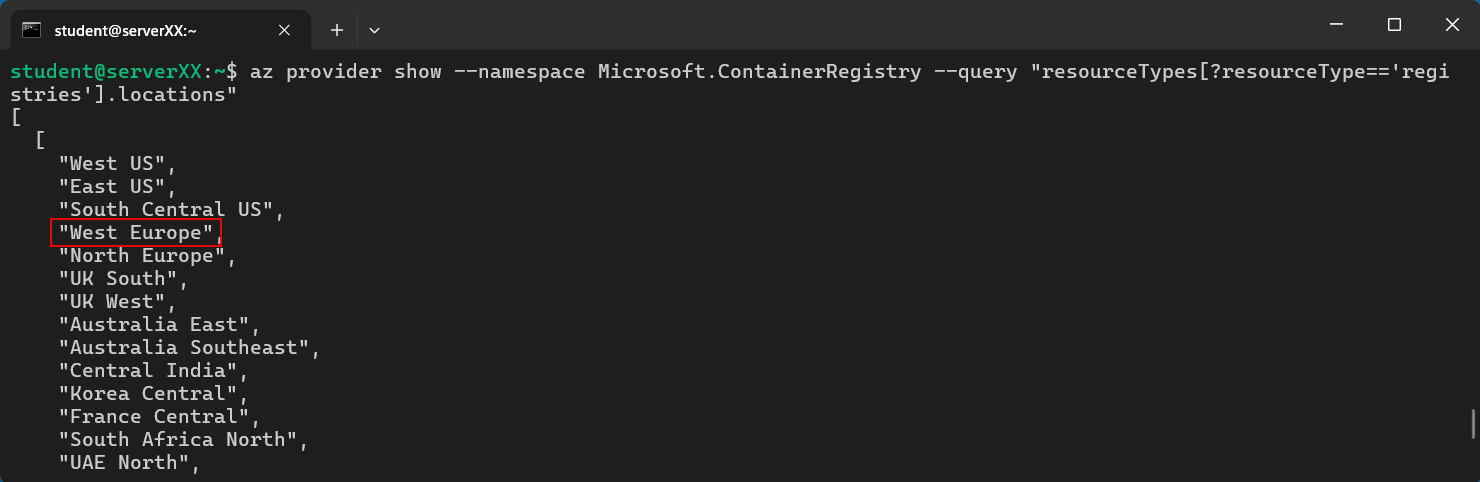 student@serverXX:~
student@serverXX:~$ az provider show --namespace Microsoft.ContainerRegistry --query "resourceTypes[?resourceType=='regi
stries'].locations"
[
  [
    "West US",
    "East US",
    "South Central US",
    "West Europe",
    "North Europe",
    "UK South",
    "UK West",
    "Australia East",
    "Australia Southeast",
    "Central India",
    "Korea Central",
    "France Central",
    "South Africa North",
    "UAE North",